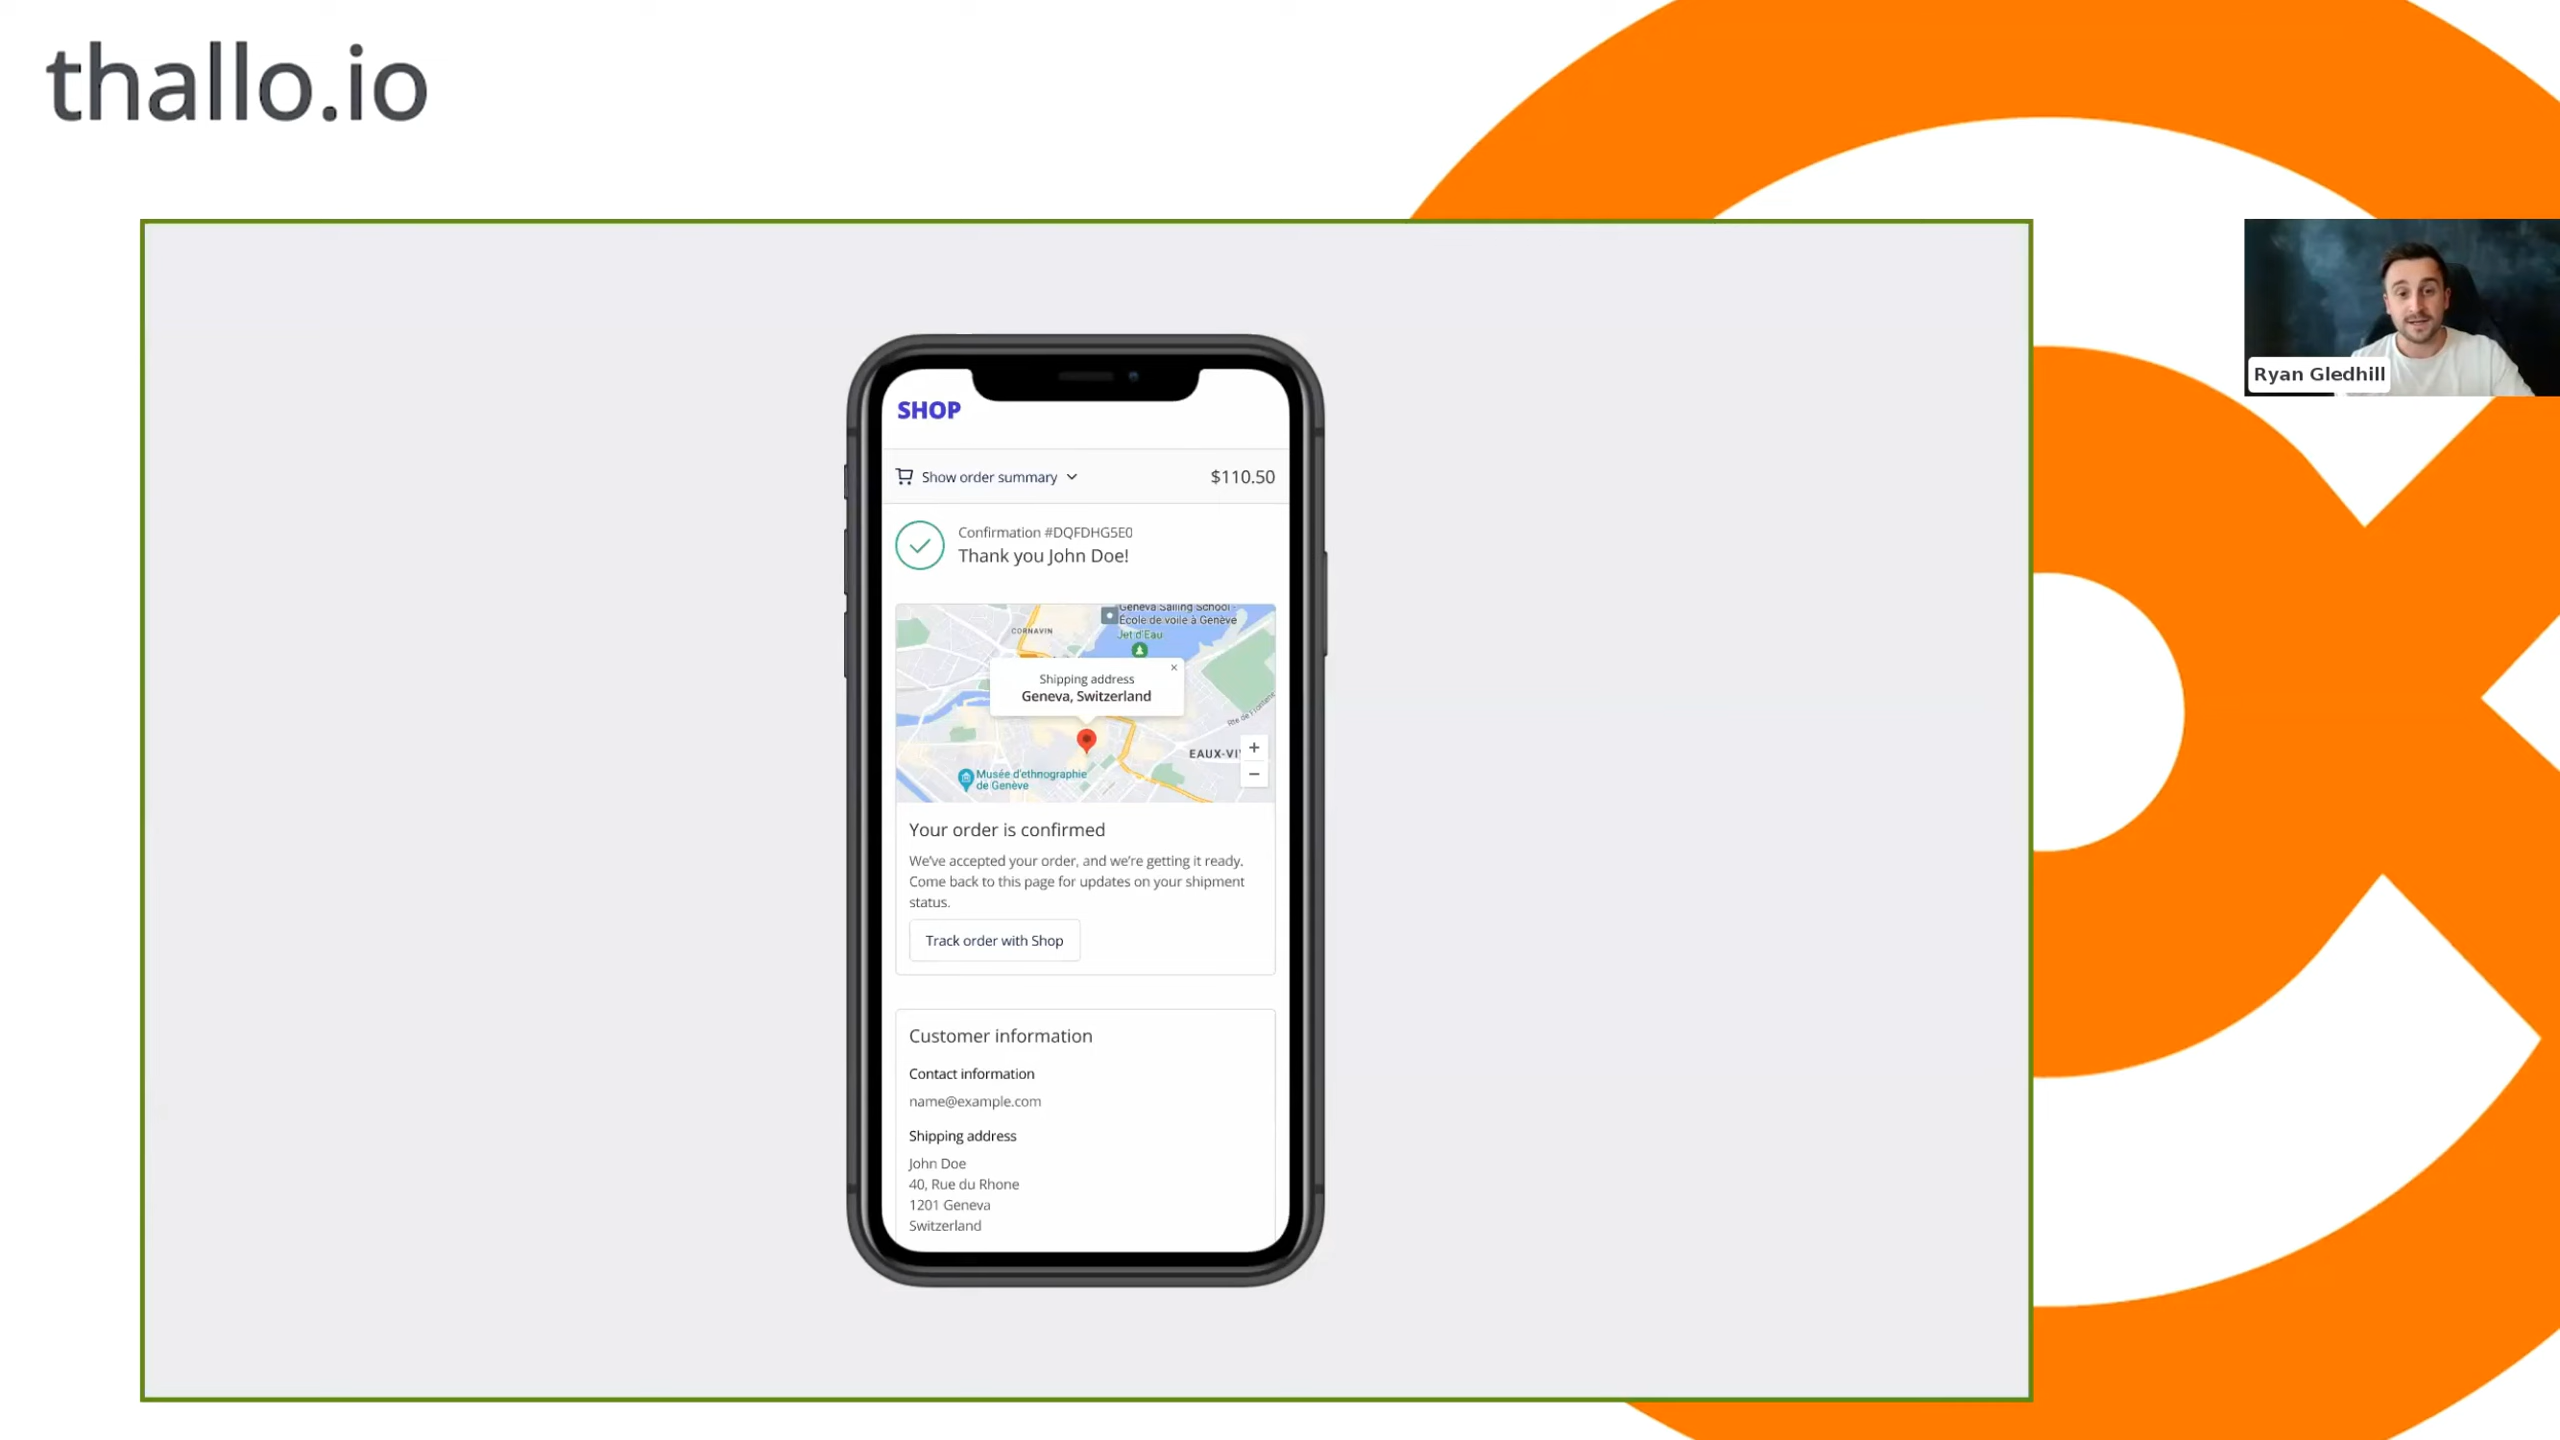 thallo.io
Ryan Gledhill
SHOP
Show order summary
$110.50
Confirmation #DQFDHG5E0
Thank you John Doe!
Geneva Sailing School -
École de voile à Genève
Jet d'Eau
CORNAVIN
Shipping address
Geneva, Switzerland
Rte de
EAUX-VI
Musée d'ethnographie
de Genève
Your order is confirmed
We've accepted your order, and we're getting it ready.
Come back to this page for updates on your shipment
status.
Track order with Shop
Customer information
Contact information
name@example.com
Shipping address
John Doe
40, Rue du Rhone
1201 Geneva
Switzerland